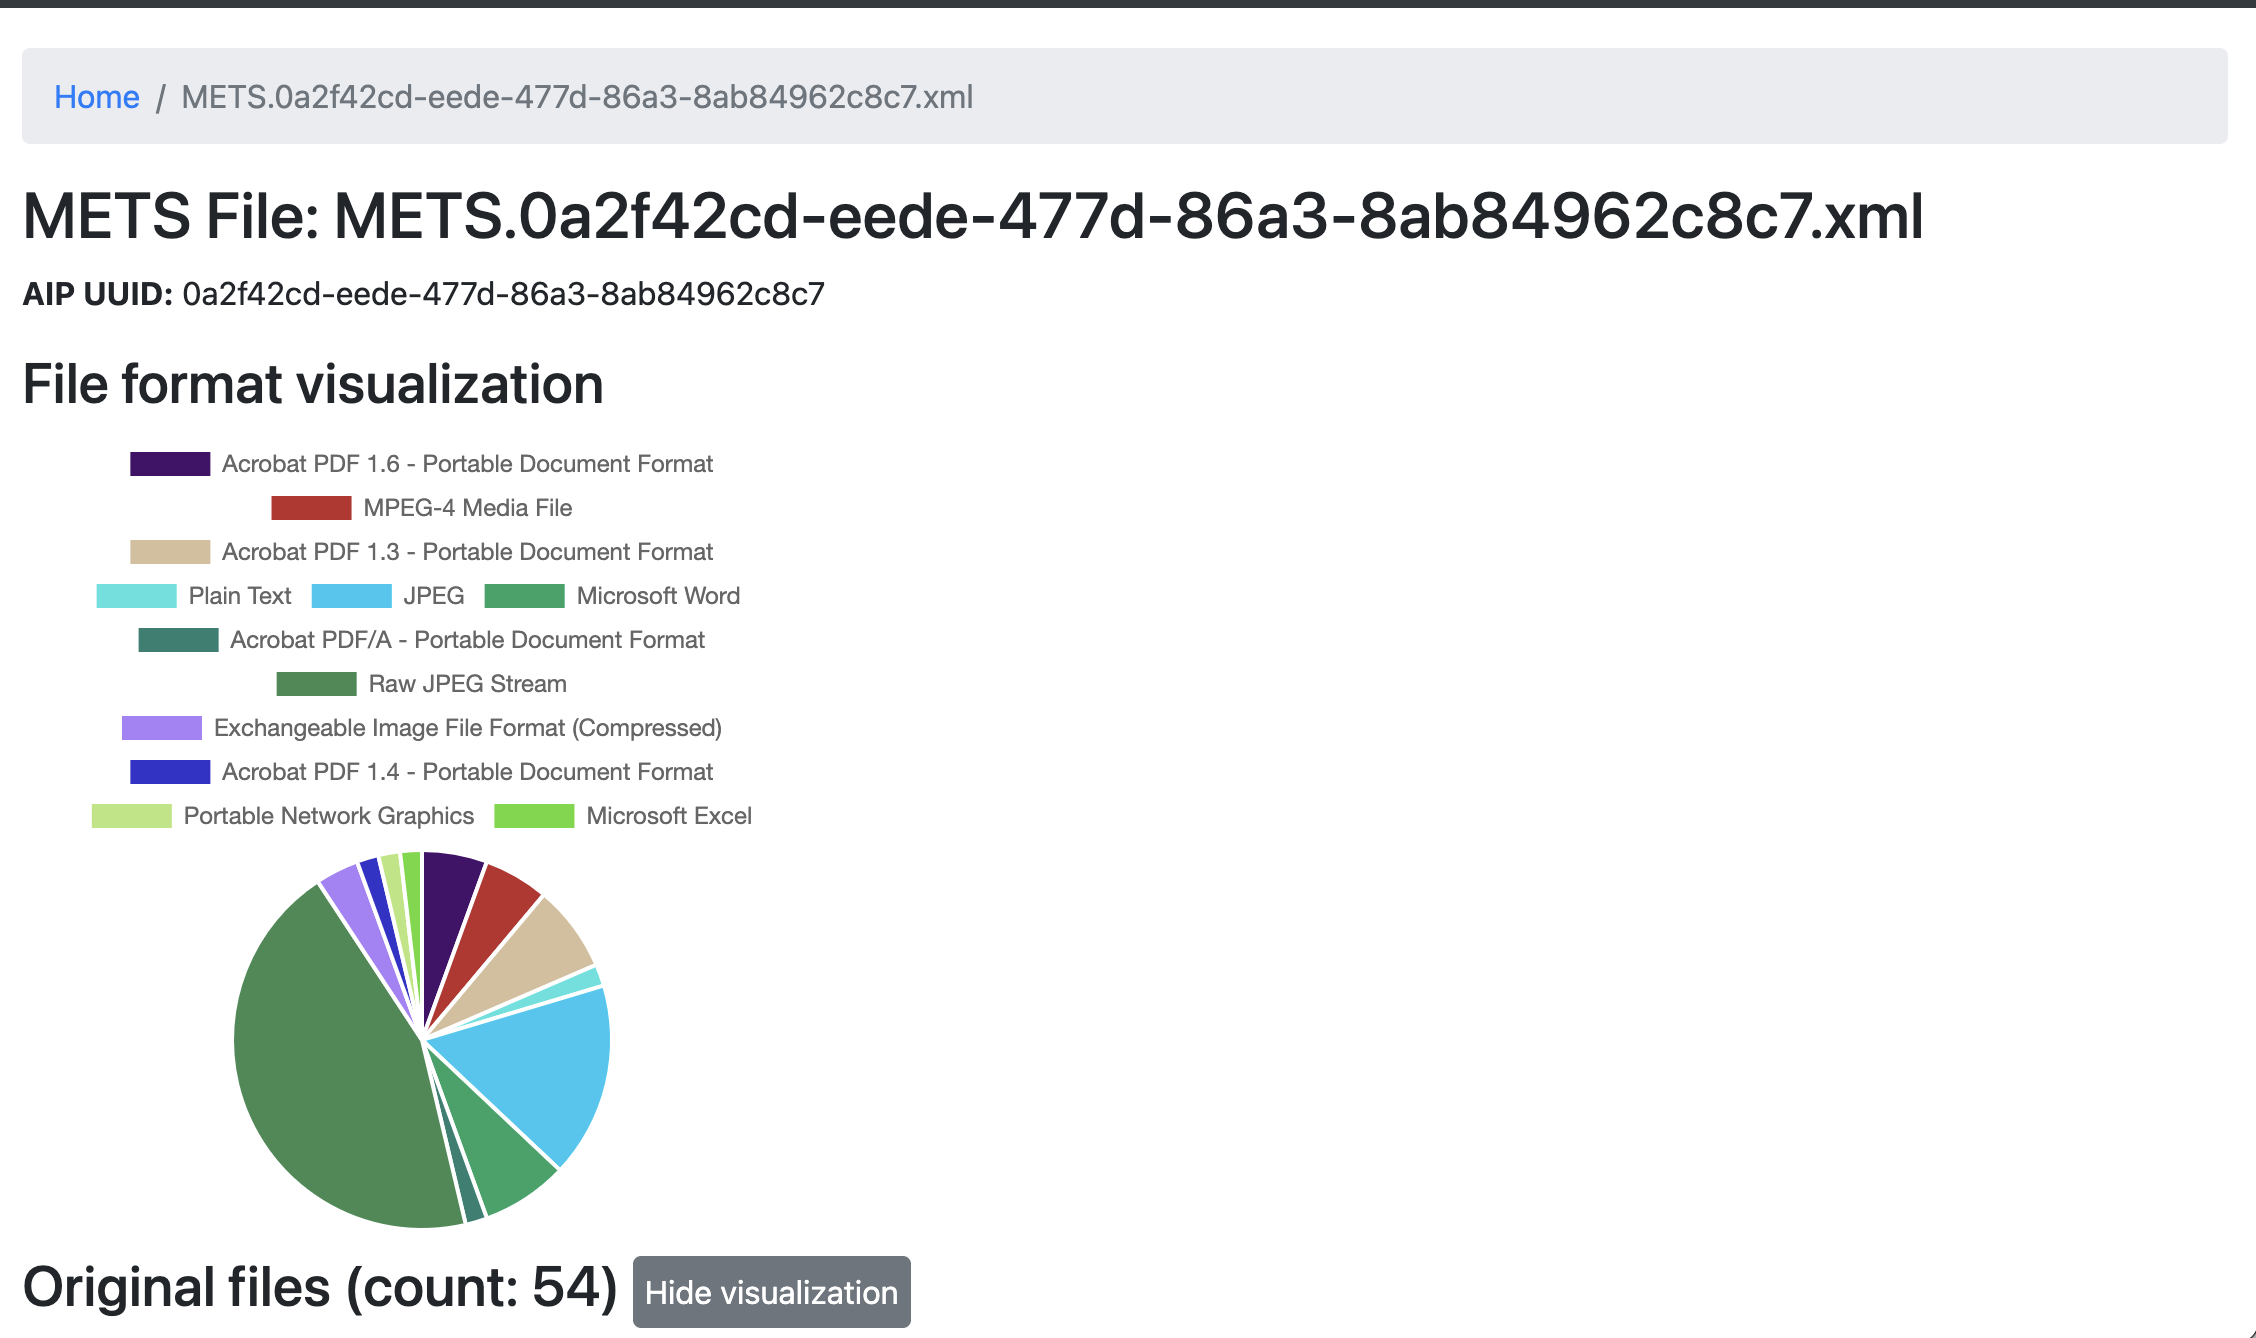 Home / METS.0a2f42cd-eede-477d-86a3-8ab84962c8c7.xml
METS File: METS.0a2f42cd-eede-477d-86a3-8ab84962c8c7.xml
AIP UUID: 0a2f42cd-eede-477d-86a3-8ab84962c8c7
File format visualization
Acrobat PDF 1.6 - Portable Document Format
MPEG-4 Media File
Acrobat PDF 1.3 - Portable Document Format
Plain Text JPEG Microsoft Word
Acrobat PDF/A - Portable Document Format
Raw JPEG Stream
Exchangeable Image File Format (Compressed)
Acrobat PDF 1.4 - Portable Document Format
Portable Network Graphics Microsoft Excel
Original files (count: 54) Hide visualization